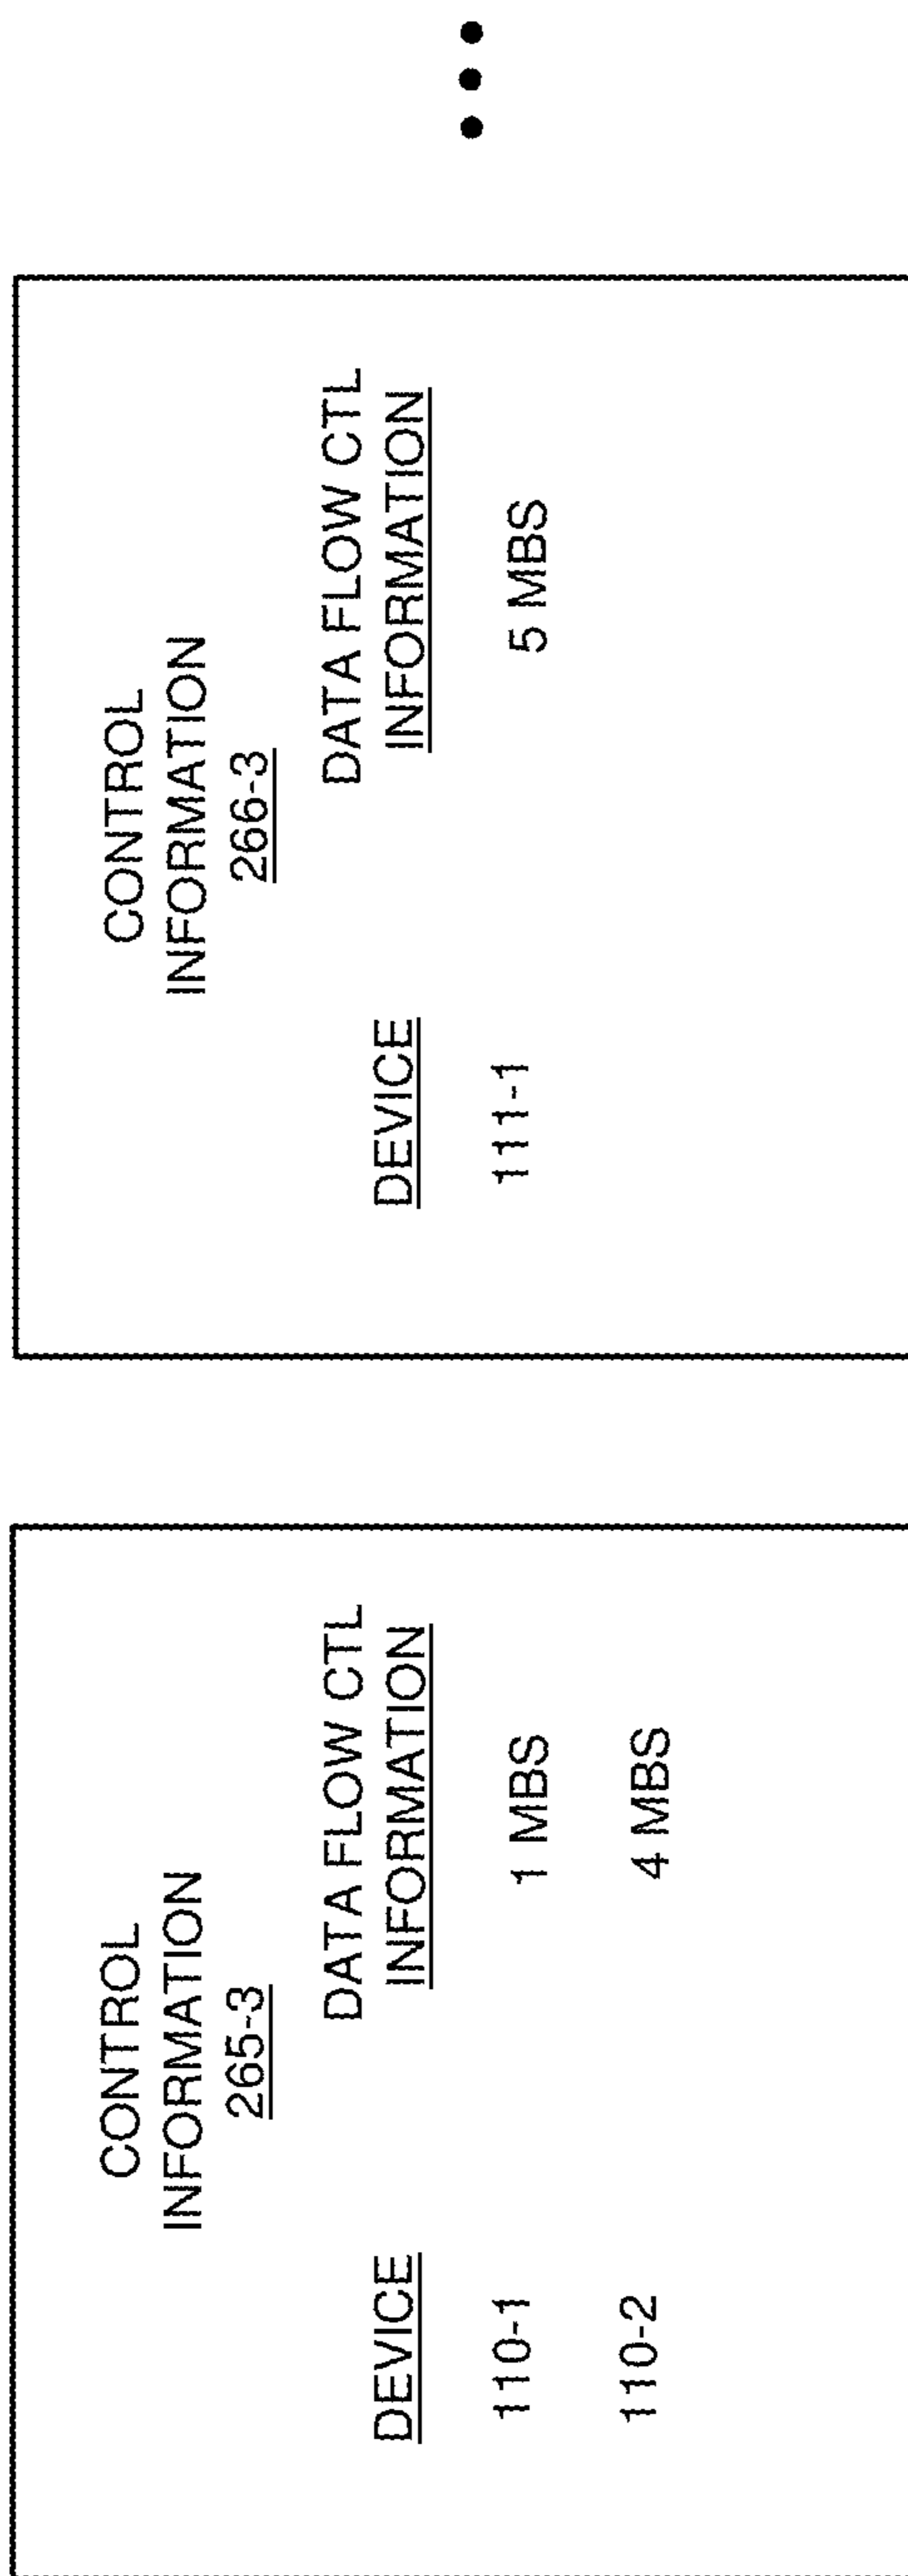 CONTROL
INFORMATION
265-3
DEVICE
DATA FLOW CTL
INFORMATION
110-1 1 MBS
110-2 4 MBS
CONTROL
INFORMATION
266-3
DEVICE
DATA FLOW CTL
INFORMATION
111-1 5 MBS